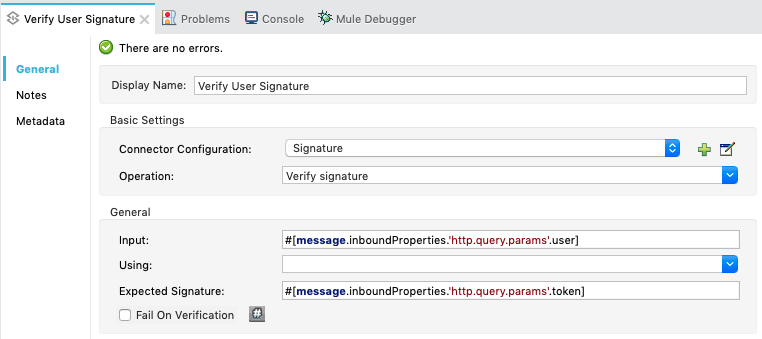 Verify User Signature Problems Console Mule Debugger
There are no errors.
General
Notes
Metadata
Display Name: Verify User Signature
Basic Settings
Connector Configuration: Signature
Operation: Verify signature
General
Input: #[message.inboundProperties.'http.query.params'.user]
Using:
Expected Signature: #[message.inboundProperties.'http.query.params'.token]
Fail On Verification #